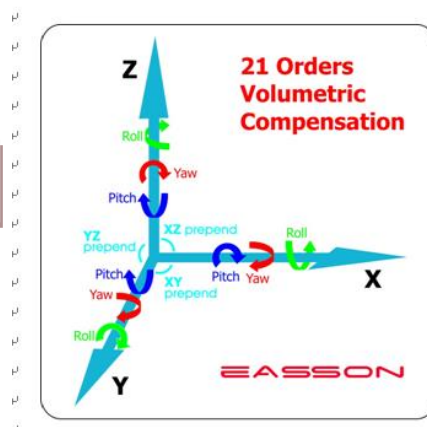 Z
21 Orders
Volumetric
Compensation
Roll
Yaw
Pitch
XZ prepend
YZ
prepend
Roll
Pitch
Yaw
X
XY
prepend
Pitch
Yaw
Roll
Y
EASSON